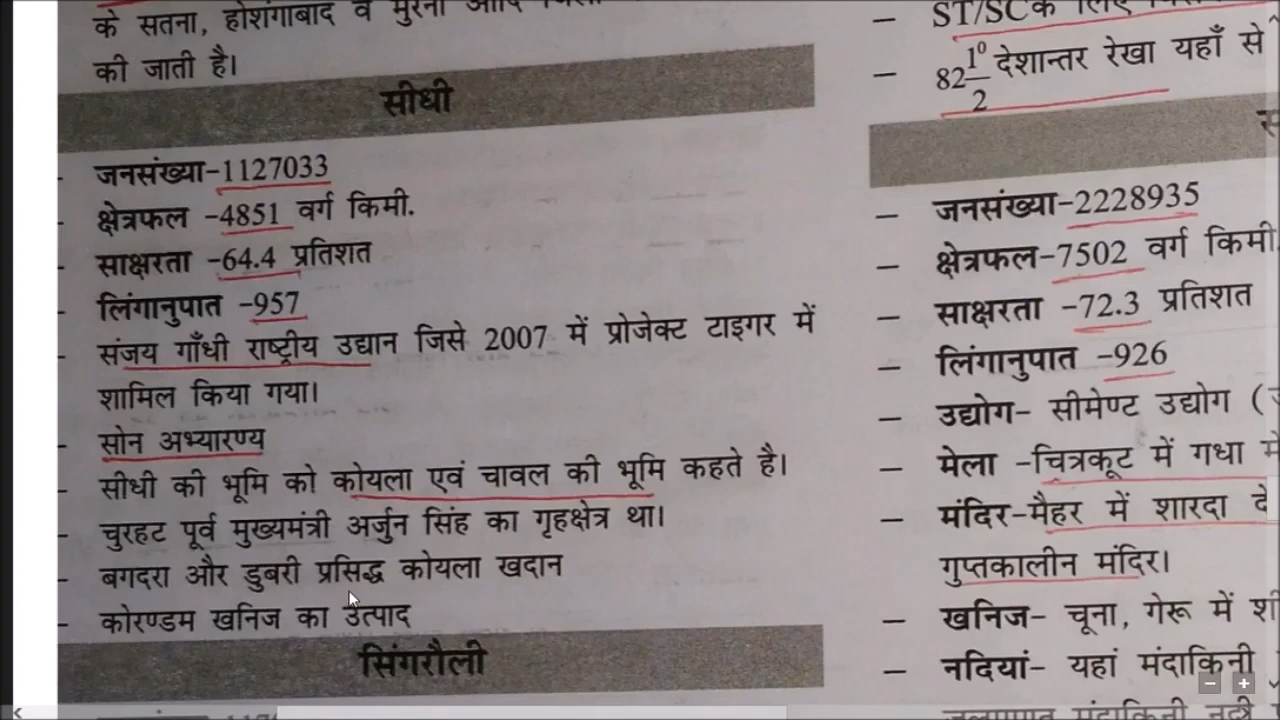 के सतना, होशंगाबाद व मुरैना आदि
की जाती है।
सीधी
जनसंख्या-1127033
क्षेत्रफल -4851 वर्ग किमी.
साक्षरता -64.4 प्रतिशत
लिंगानुपात -957
संजय गाँधी राष्ट्रीय उद्यान जिसे 2007 में प्रोजेक्ट टाइगर में
शामिल किया गया।
सोन अभ्यारण्य
सीधी की भूमि को कोयला एवं चावल की भूमि कहते है।
चुरहट पूर्व मुख्यमंत्री अर्जुन सिंह का गृहक्षेत्र था।
बगदरा और डुबरी प्रसिद्ध कोयला खदान
कोरण्डम खनिज का उत्पाद
सिंगरौली
– ST/SC के लिए
– 82 1/2° देशान्तर रेखा यहाँ से
– जनसंख्या-2228935
– क्षेत्रफल-7502 वर्ग किमी
– साक्षरता -72.3 प्रतिशत
– लिंगानुपात -926
– उद्योग- सीमेण्ट उद्योग (
– मेला -चित्रकूट में गधा
– मंदिर-मैहर में शारदा
गुप्तकालीन मंदिर।
– खनिज- चूना, गेरू में
– नदियां- यहां मंदाकिनी